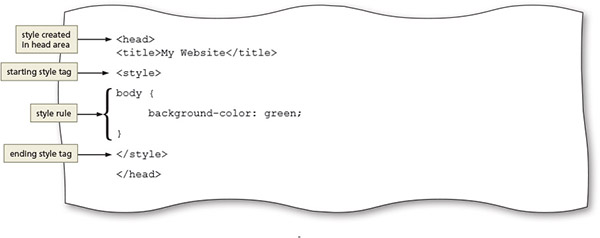 style created
in head area
<head>
<title>My Website</title>
starting style tag
<style>
body {
style rule
background-color: green;
}
ending style tag
</style>
</head>